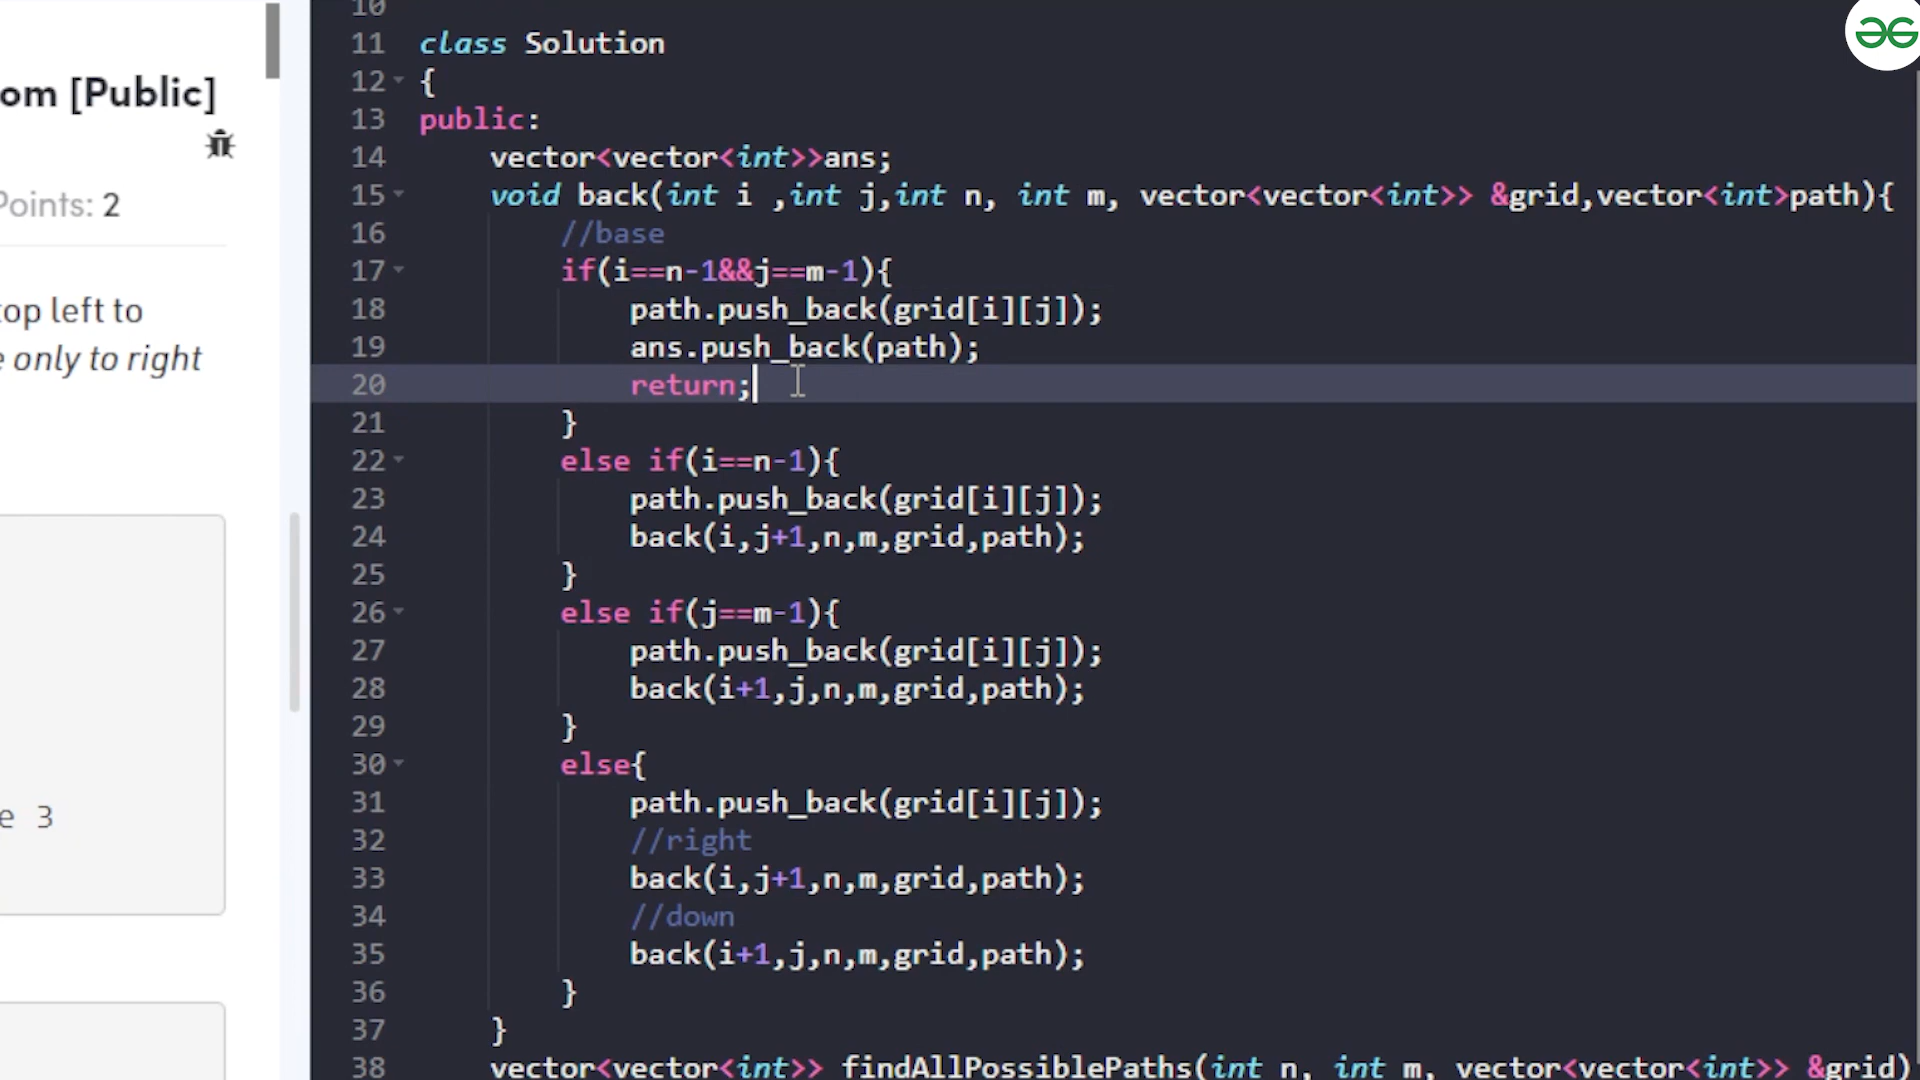 om [Public]
Points: 2
top left to
e only to right
e 3
10
11 class Solution
12 {
13 public:
14 vector<vector<int>>ans;
15 void back(int i ,int j,int n, int m, vector<vector<int>> &grid,vector<int>path){
16 //base
17 if(i==n-1&&j==m-1){
18 path.push_back(grid[i][j]);
19 ans.push_back(path);
20 return;
21 }
22 else if(i==n-1){
23 path.push_back(grid[i][j]);
24 back(i,j+1,n,m,grid,path);
25 }
26 else if(j==m-1){
27 path.push_back(grid[i][j]);
28 back(i+1,j,n,m,grid,path);
29 }
30 else{
31 path.push_back(grid[i][j]);
32 //right
33 back(i,j+1,n,m,grid,path);
34 //down
35 back(i+1,j,n,m,grid,path);
36 }
37 }
38 vector<vector<int>> findAllPossiblePaths(int n, int m, vector<vector<int>> &grid)